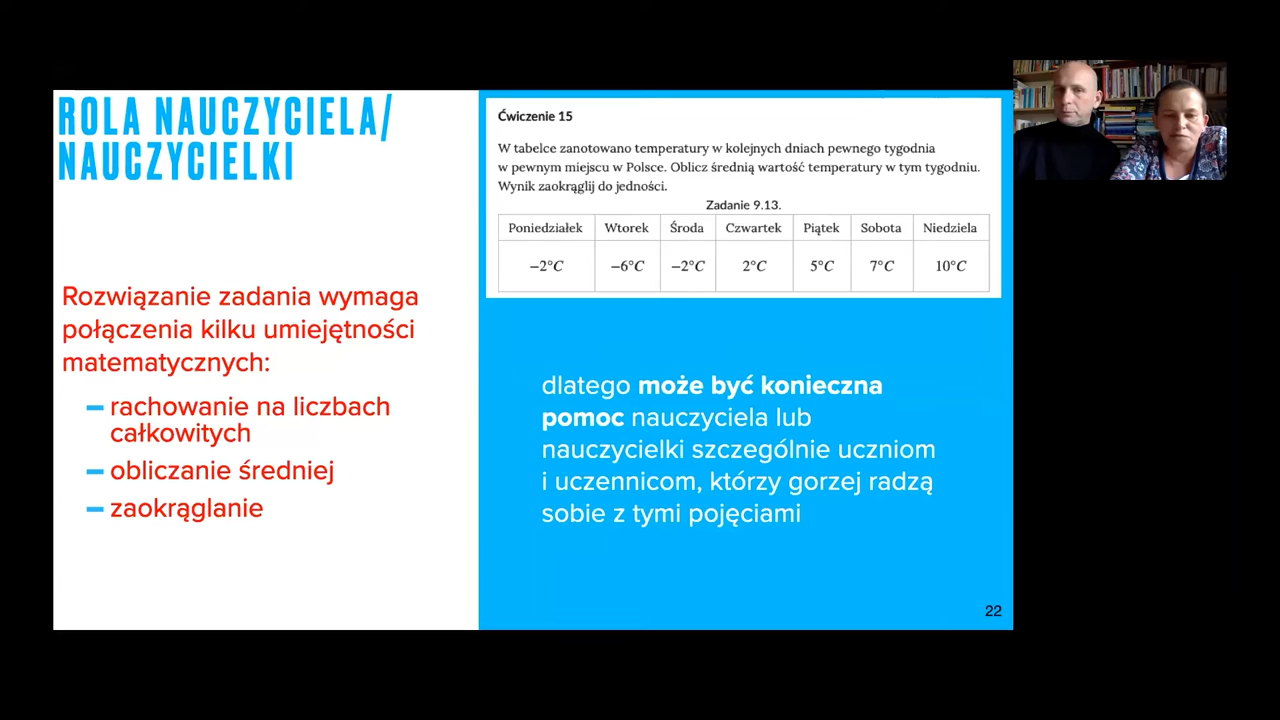 ROLA NAUCZYCIELA/
NAUCZYCIELKI
Rozwiązanie zadania wymaga
połączenia kilku umiejętności
matematycznych:
– rachowanie na liczbach
całkowitych
– obliczanie średniej
– zaokrąglanie
Ćwiczenie 15
W tabelce zanotowano temperatury w kolejnych dniach pewnego tygodnia
w pewnym miejscu w Polsce. Oblicz średnią wartość temperatury w tym tygodniu.
Wynik zaokrąglij do jedności.
Zadanie 9.13.
Poniedziałek Wtorek Środa Czwartek Piątek Sobota Niedziela
−2°C −6°C −2°C 2°C 5°C 7°C 10°C
dlatego może być konieczna
pomoc nauczyciela lub
nauczycielki szczególnie uczniom
i uczennicom, którzy gorzej radzą
sobie z tymi pojęciami
22